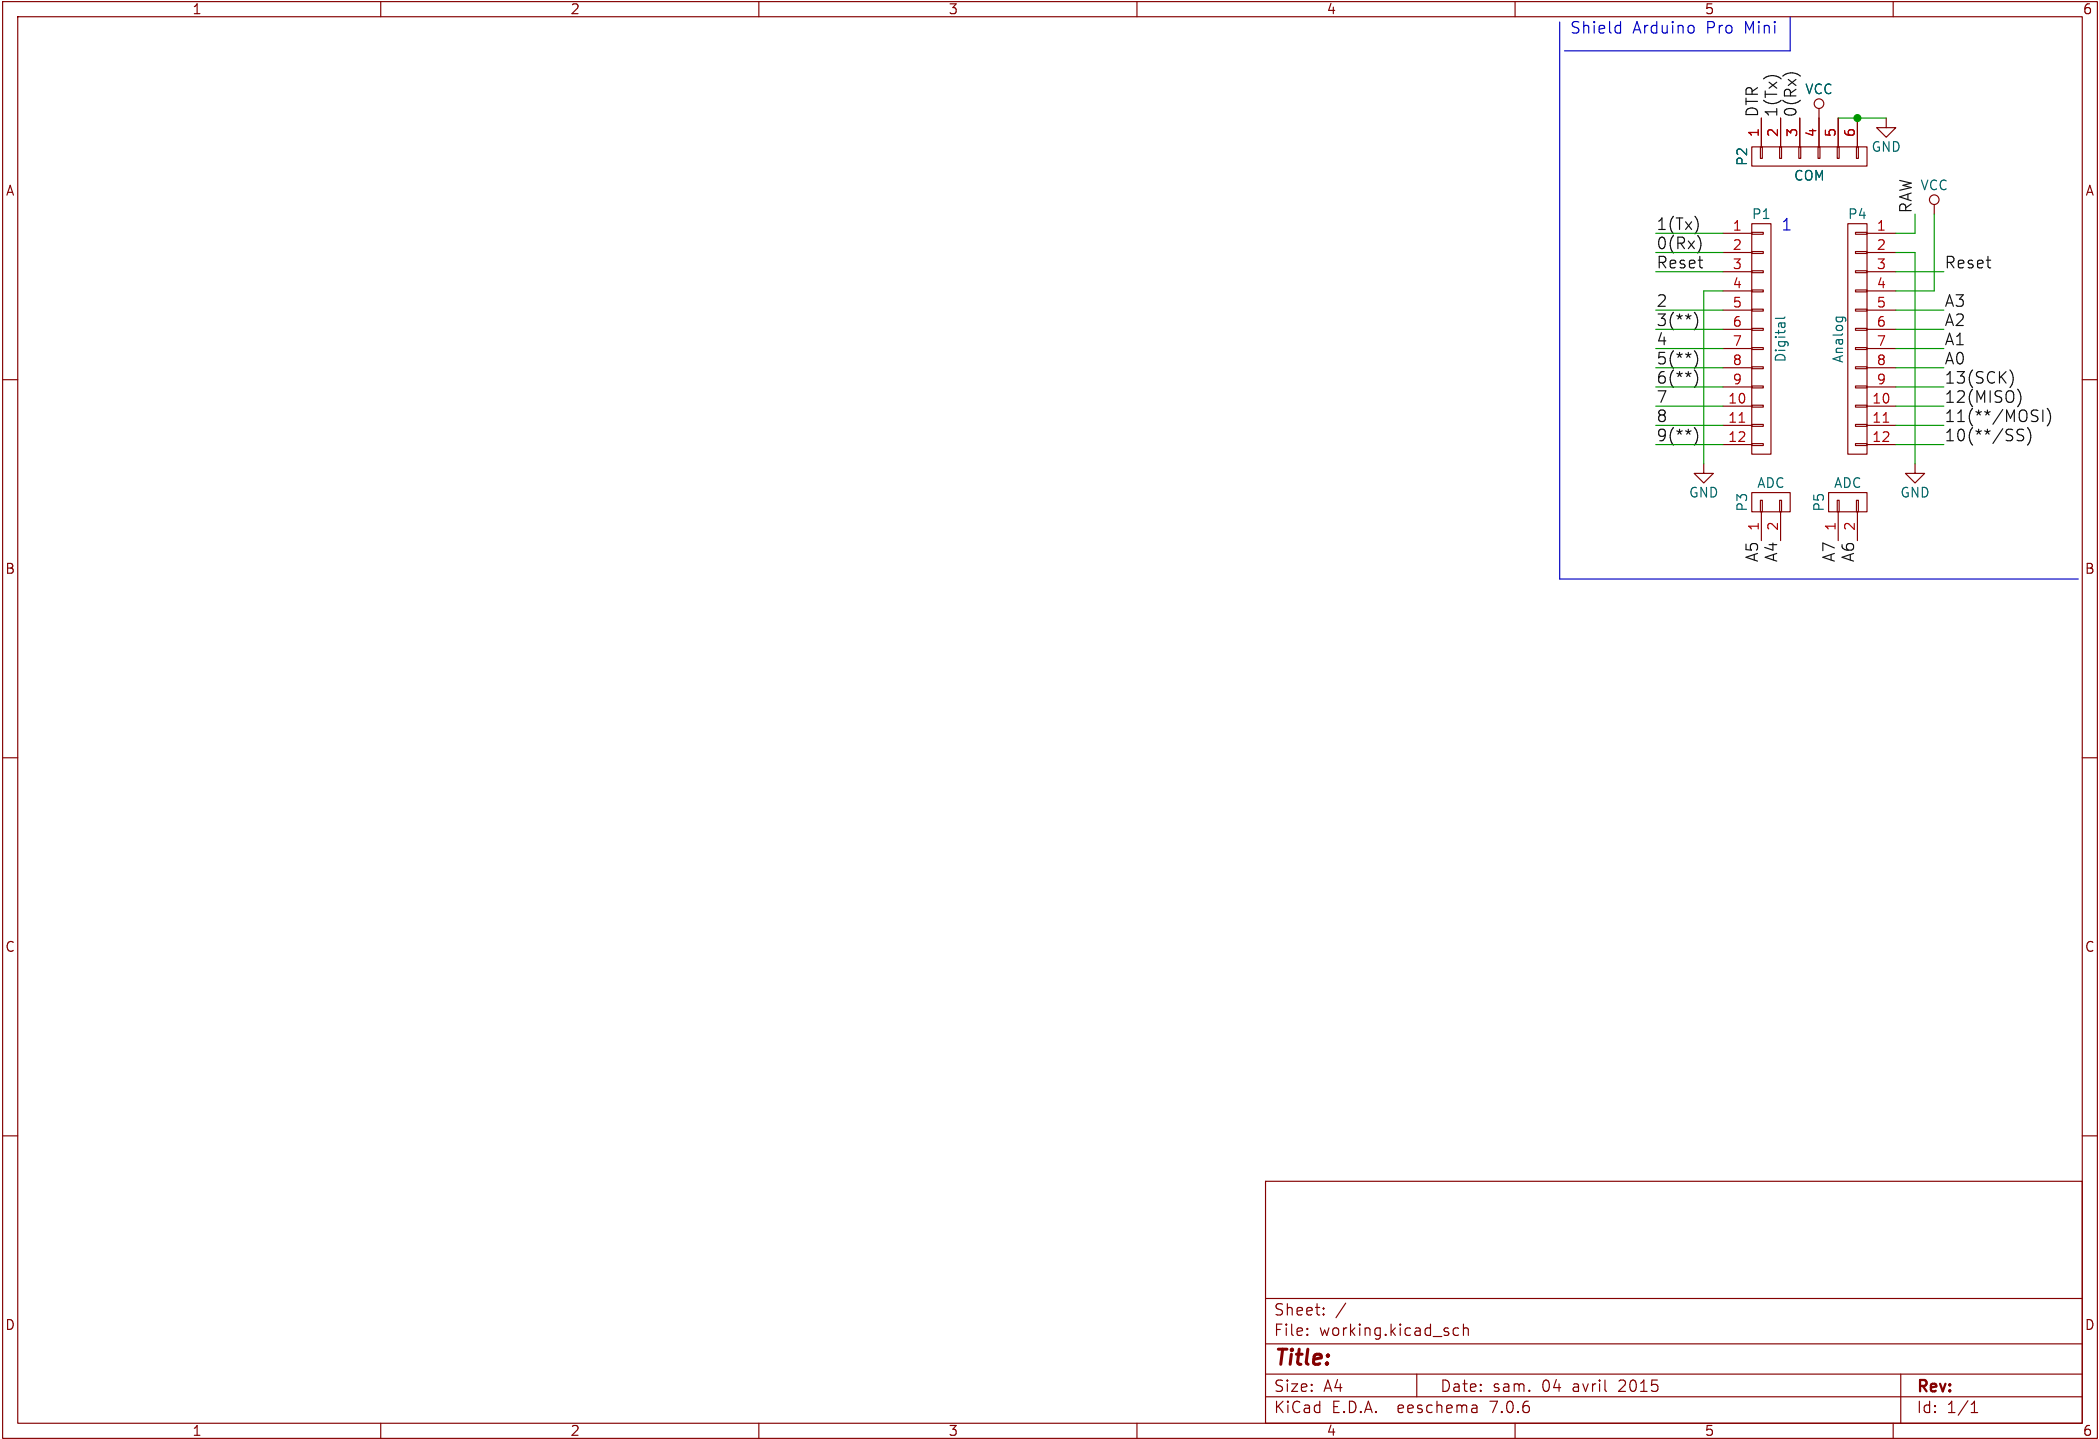 1 2 3 4 5 6
Shield Arduino Pro Mini
DTR
1(Tx)
0(Rx)
VCC
1 2 3 4 5 6
GND
P2
COM
A
A
RAW
VCC
P1
1
P4
1(Tx) 1
1
0(Rx) 2
2
Reset 3
3 Reset
4
4
2 5
5 A3
3(**) 6
6 A2
4 7
7 A1
5(**) 8
8 A0
6(**) 9
9 13(SCK)
7 10
10 12(MISO)
8 11
11 11(**/MOSI)
9(**) 12
12 10(**/SS)
Digital
Analog
GND
GND
ADC
P3
1 2
A5
A4
ADC
P5
1 2
A7
A6
B
B
C
C
D
D
Sheet: /
File: working.kicad_sch
Title:
Size: A4
Date: sam. 04 avril 2015
Rev:
KiCad E.D.A. eeschema 7.0.6
Id: 1/1
1 2 3 4 5 6